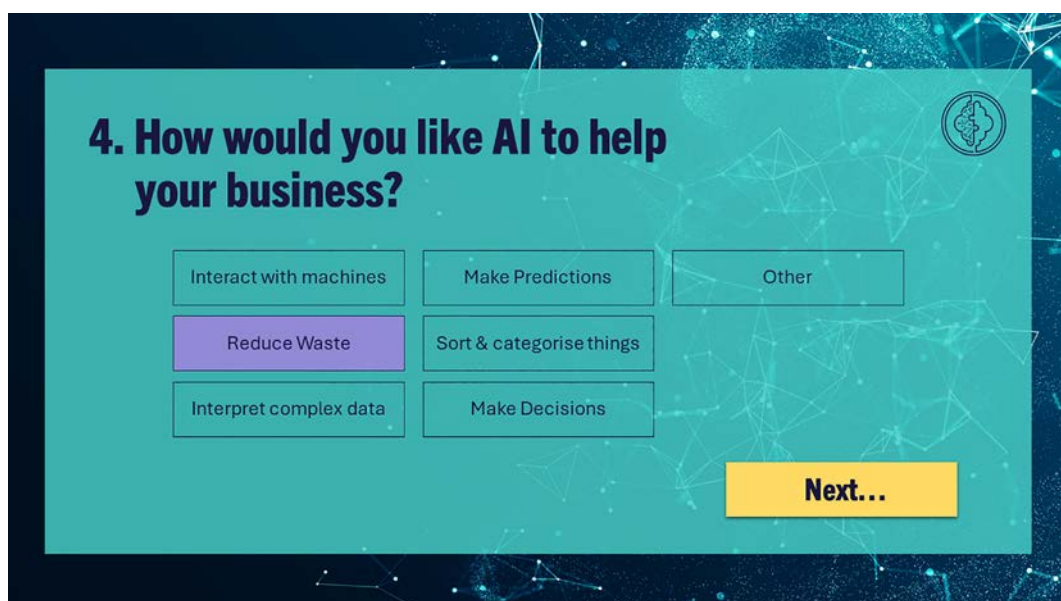 4. How would you like AI to help
your business?
Interact with machines
Make Predictions
Other
Reduce Waste
Sort & categorise things
Interpret complex data
Make Decisions
Next...